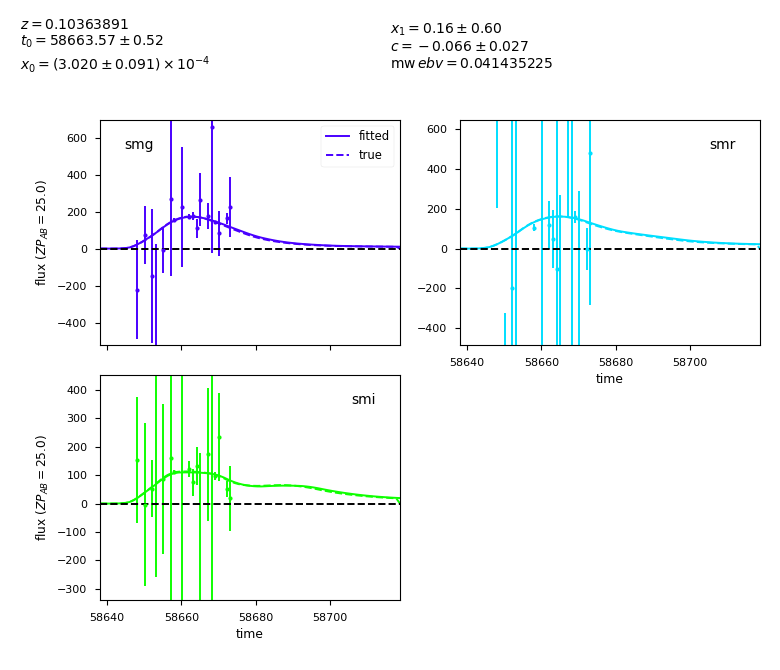 z = 0.10363891
t₀ = 58663.57 ± 0.52
x₀ = (3.020 ± 0.091) × 10⁻⁴
x₁ = 0.16 ± 0.60
c = −0.066 ± 0.027
mw ebv = 0.041435225
smg
fitted
true
600
400
200
0
−200
−400
flux (ZP_AB = 25.0)
smr
600
400
200
0
−200
−400
58640 58660 58680 58700
time
smi
400
300
200
100
0
−100
−200
−300
flux (ZP_AB = 25.0)
58640 58660 58680 58700
time